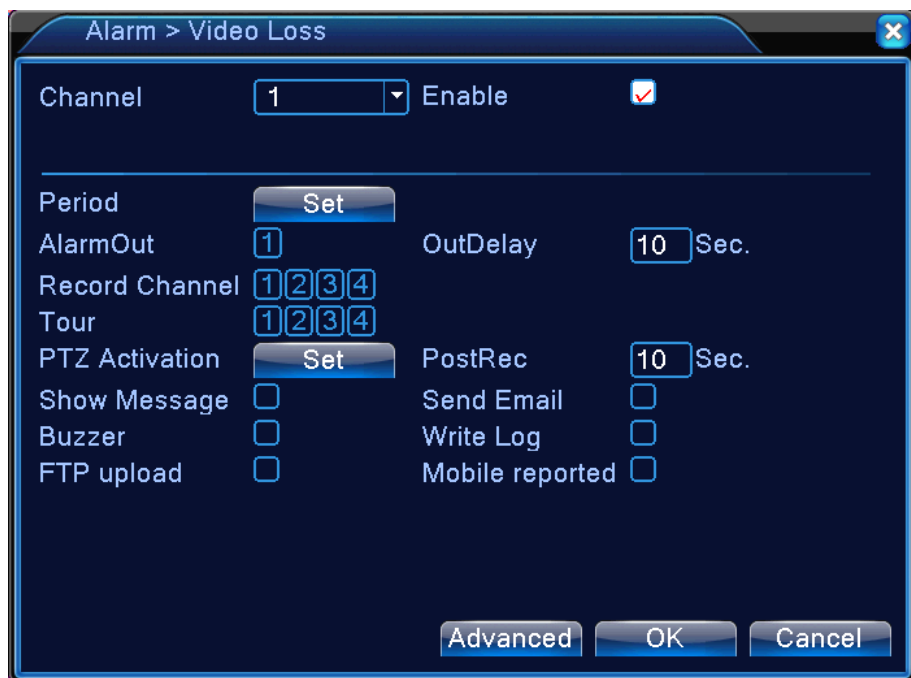 Alarm > Video Loss
Channel 1 Enable
Period Set
AlarmOut 1 OutDelay 10 Sec.
Record Channel 1 2 3 4
Tour 1 2 3 4
PTZ Activation Set PostRec 10 Sec.
Show Message Send Email
Buzzer Write Log
FTP upload Mobile reported
Advanced OK Cancel